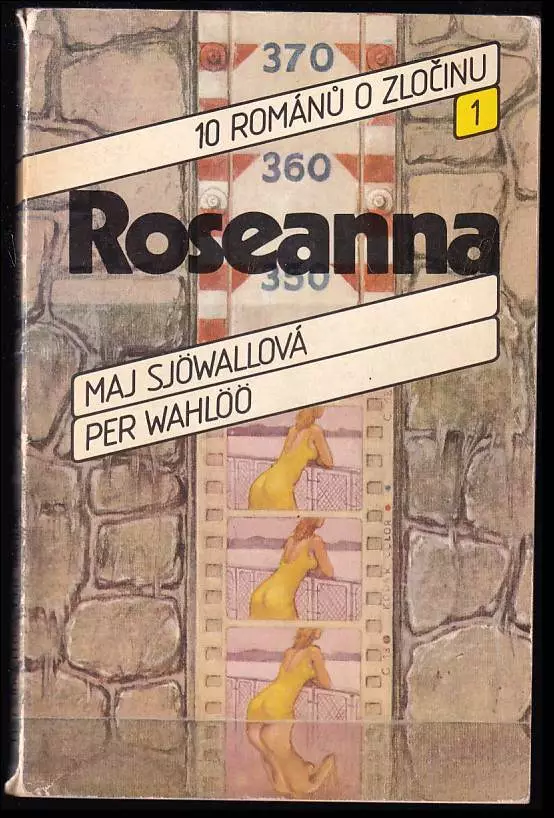 370
10 ROMÁNŮ O ZLOČINU
1
360
Roseanna
350
MAJ SJÖWALLOVÁ
PER WAHLÖÖ